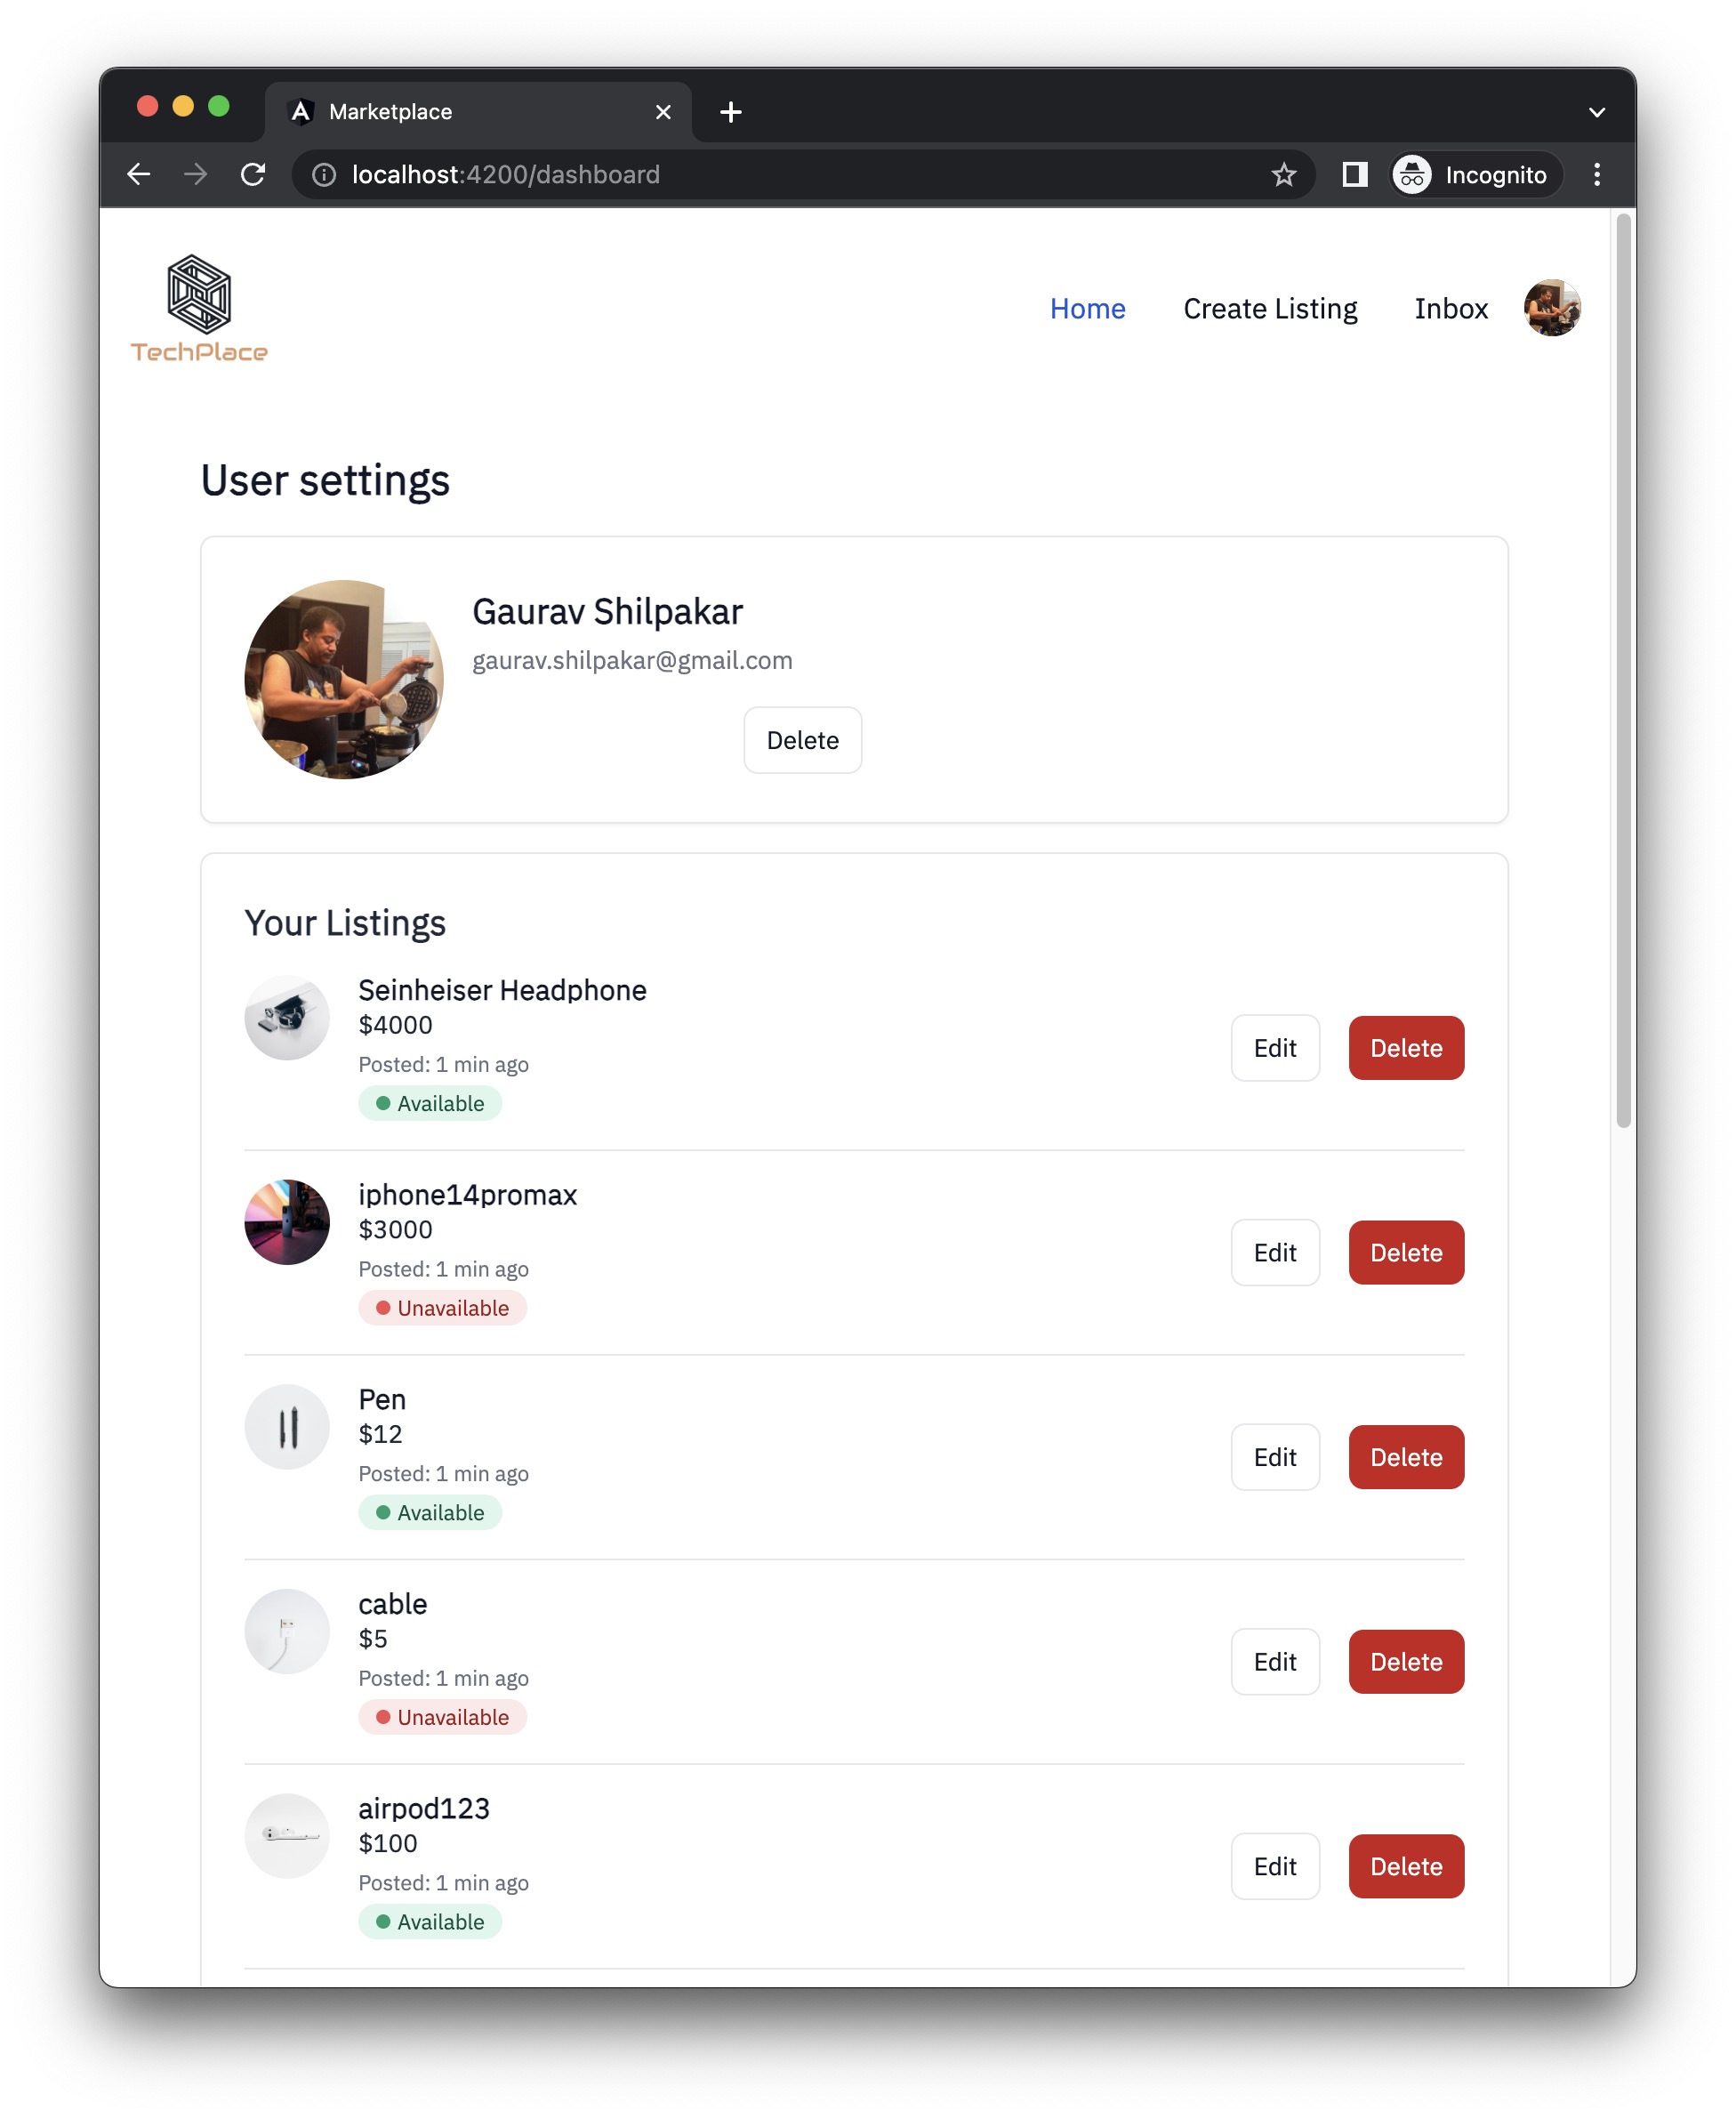 Marketplace
localhost:4200/dashboard
Incognito
TechPlace
Home
Create Listing
Inbox
User settings
Gaurav Shilpakar
gaurav.shilpakar@gmail.com
Delete
Your Listings
Seinheiser Headphone
$4000
Posted: 1 min ago
Available
Edit
Delete
iphone14promax
$3000
Posted: 1 min ago
Unavailable
Edit
Delete
Pen
$12
Posted: 1 min ago
Available
Edit
Delete
cable
$5
Posted: 1 min ago
Unavailable
Edit
Delete
airpod123
$100
Posted: 1 min ago
Available
Edit
Delete